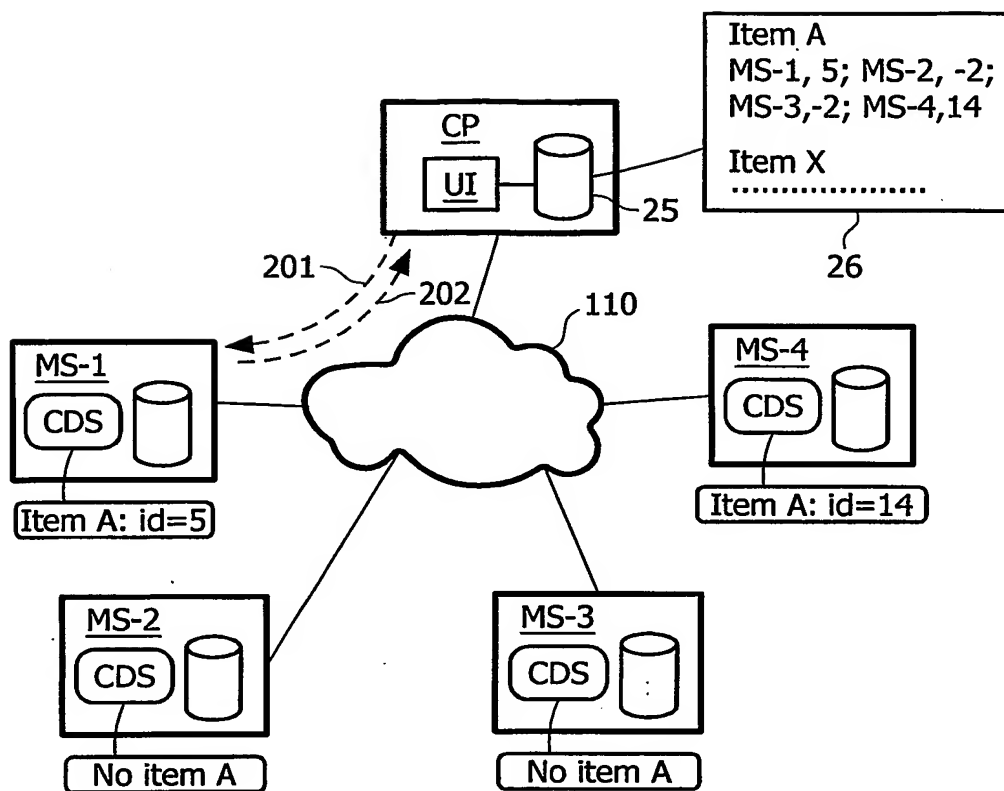 Item A
MS-1, 5; MS-2, -2;
MS-3,-2; MS-4,14
Item X
CP
UI
25
26
201
202
110
MS-1
CDS
Item A: id=5
MS-4
CDS
Item A: id=14
MS-2
CDS
No item A
MS-3
CDS
No item A